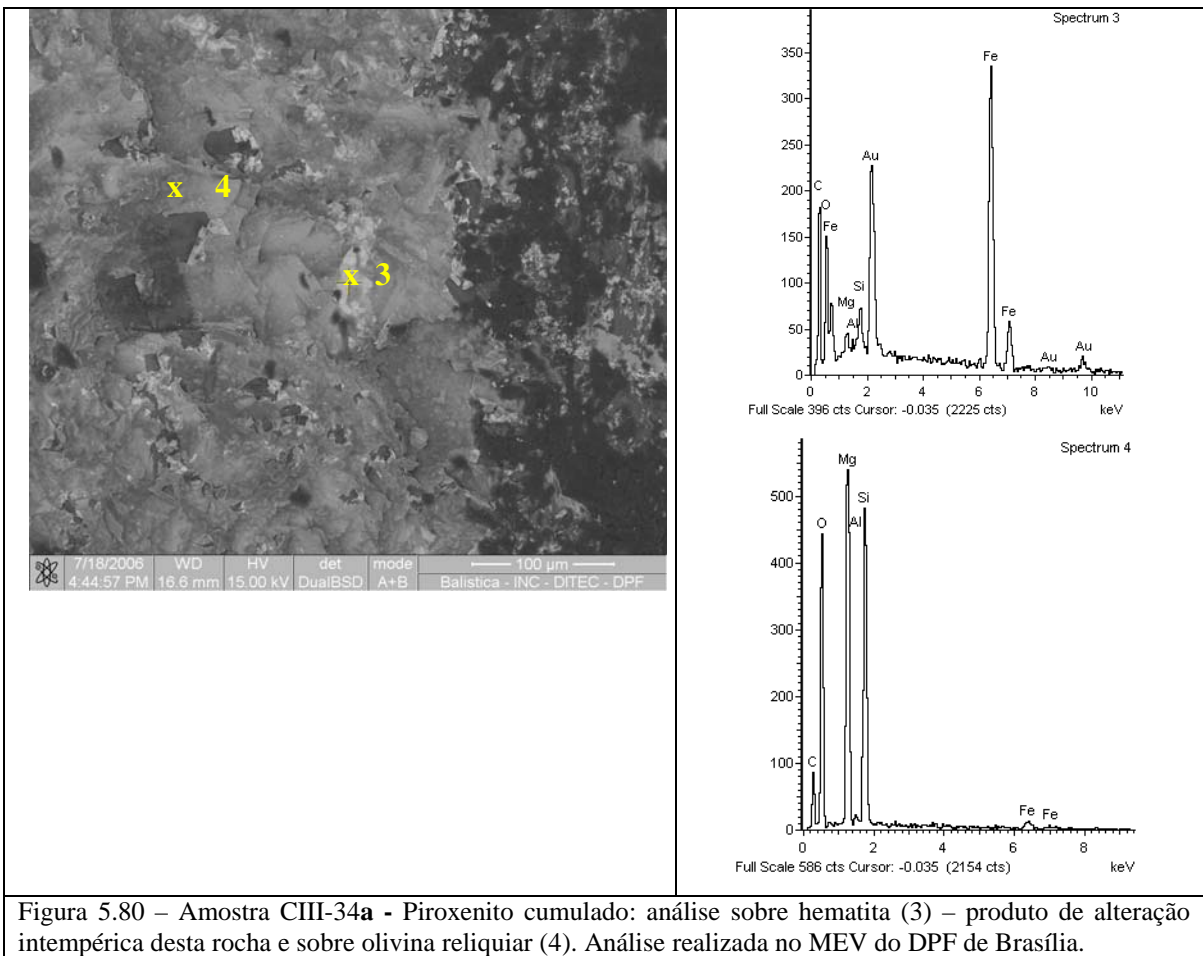 x 4
x 3
7/18/2006 WD HV det mode 100 µm
4:44:57 PM 16.6 mm 15.00 kV DualBSD A+B Balistica - INC - DITEC - DPF
Spectrum 3
350
300
250
200
150
100
50
0
C
O
Fe
Mg
Al
Si
Au
Fe
Fe
Au
Au
0 2 4 6 8 10
Full Scale 396 cts Cursor: -0.035 (2225 cts) keV
Spectrum 4
500
400
300
200
100
0
C
O
Mg
Al
Si
Fe
Fe
0 2 4 6 8
Full Scale 586 cts Cursor: -0.035 (2154 cts) keV
Figura 5.80 – Amostra CIII-34a - Piroxenito cumulado: análise sobre hematita (3) – produto de alteração
intempérica desta rocha e sobre olivina reliquiar (4). Análise realizada no MEV do DPF de Brasília.